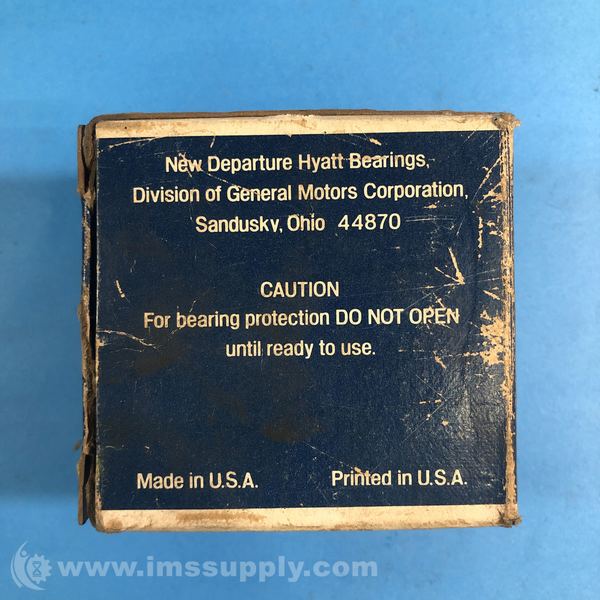 New Departure Hyatt Bearings,
Division of General Motors Corporation,
Sandusky, Ohio 44870
CAUTION
For bearing protection DO NOT OPEN
until ready to use.
Made in U.S.A. Printed in U.S.A.
www.imssupply.com